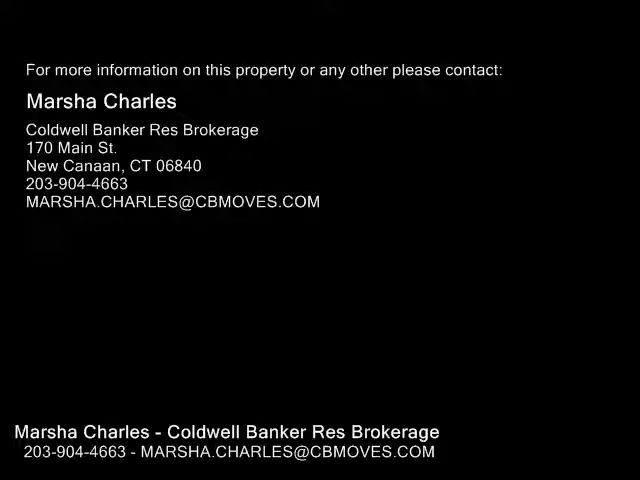 For more information on this property or any other please contact:
Marsha Charles
Coldwell Banker Res Brokerage
170 Main St.
New Canaan, CT 06840
203-904-4663
MARSHA.CHARLES@CBMOVES.COM
Marsha Charles - Coldwell Banker Res Brokerage
203-904-4663 - MARSHA.CHARLES@CBMOVES.COM